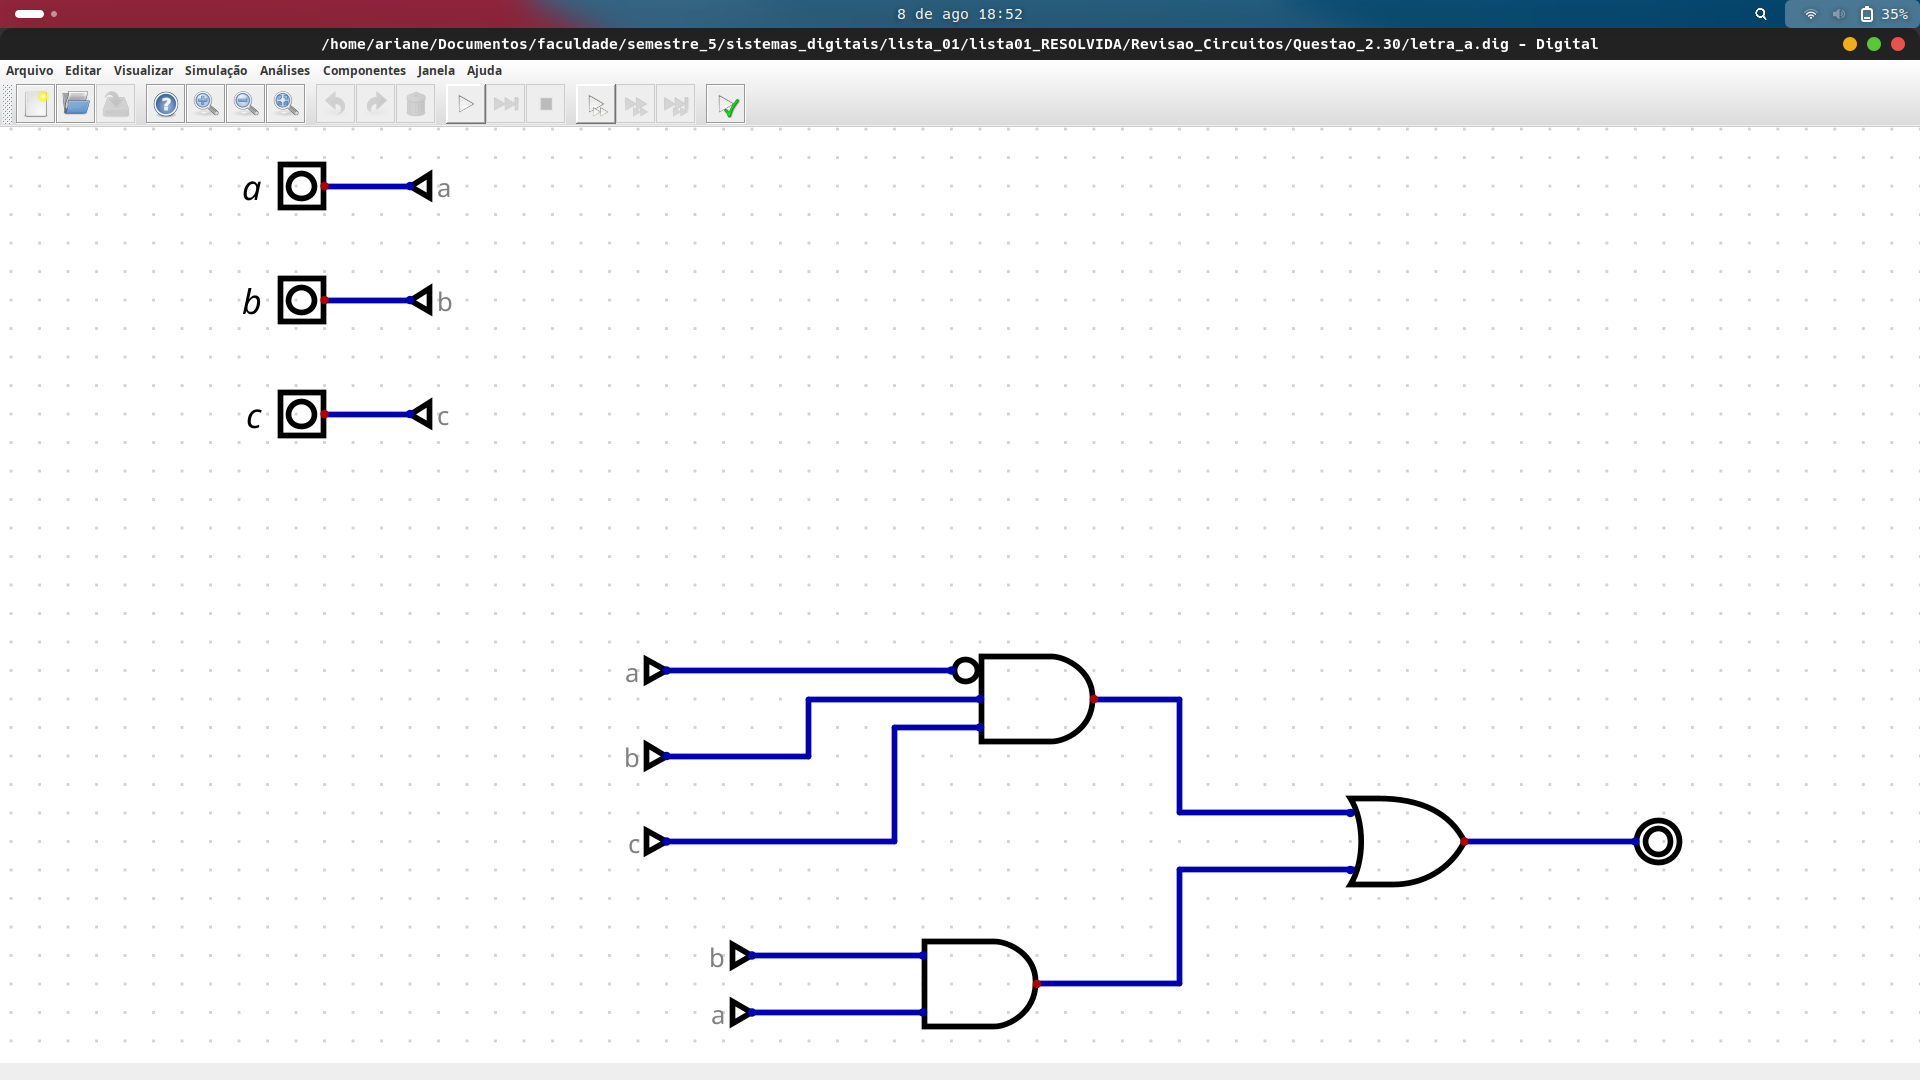 8 de ago 18:52
35%
/home/ariane/Documentos/faculdade/semestre_5/sistemas_digitais/lista_01/lista01_RESOLVIDA/Revisao_Circuitos/Questao_2.30/letra_a.dig - Digital
Arquivo Editar Visualizar Simulação Análises Componentes Janela Ajuda
a a
b b
c c
a
b
c
b
a